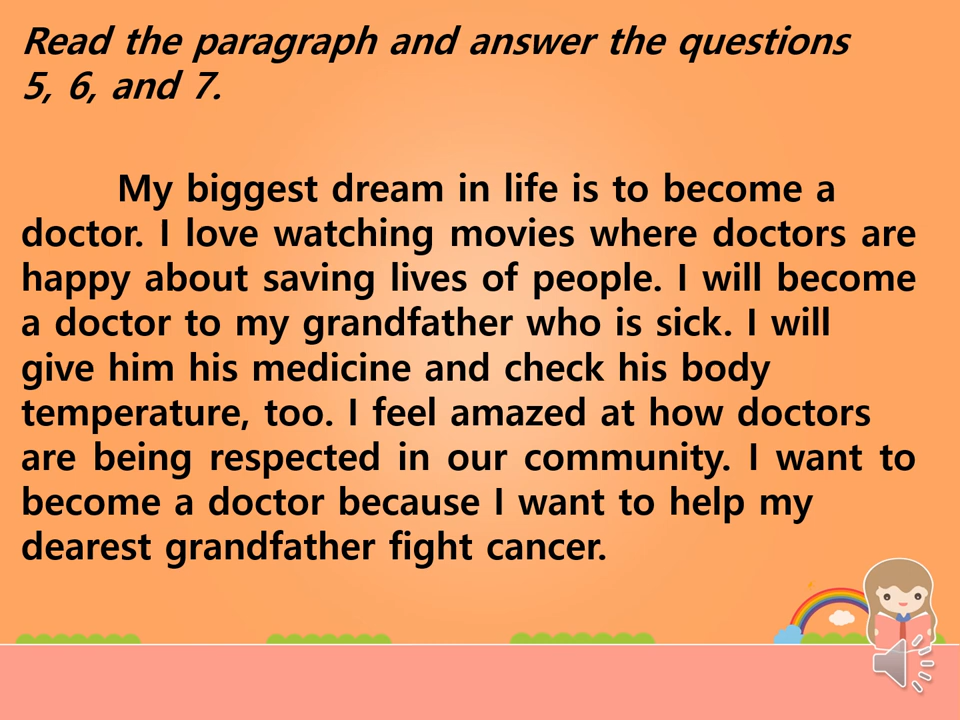 Read the paragraph and answer the questions
5, 6, and 7.
My biggest dream in life is to become a
doctor. I love watching movies where doctors are
happy about saving lives of people. I will become
a doctor to my grandfather who is sick. I will
give him his medicine and check his body
temperature, too. I feel amazed at how doctors
are being respected in our community. I want to
become a doctor because I want to help my
dearest grandfather fight cancer.